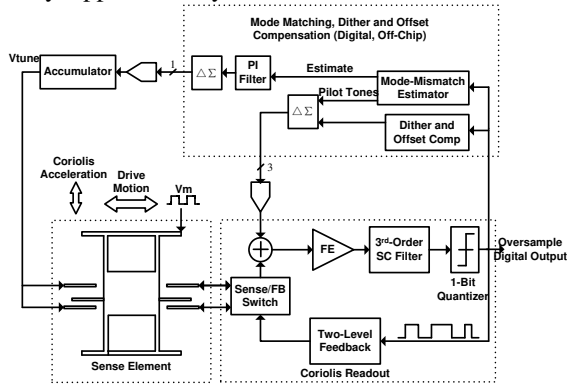 Mode Matching, Dither and Offset
Compensation (Digital, Off-Chip)
Vtune
Accumulator
1
ΔΣ
PI
Filter
Estimate
Mode-Mismatch
Estimator
Pilot Tones
ΔΣ
Dither and
Offset Comp
3
Coriolis
Acceleration
Drive
Motion
Vm
FE
3rd-Order
SC Filter
1-Bit
Quantizer
Oversample
Digital Output
Sense/FB
Switch
Two-Level
Feedback
Sense Element
Coriolis Readout